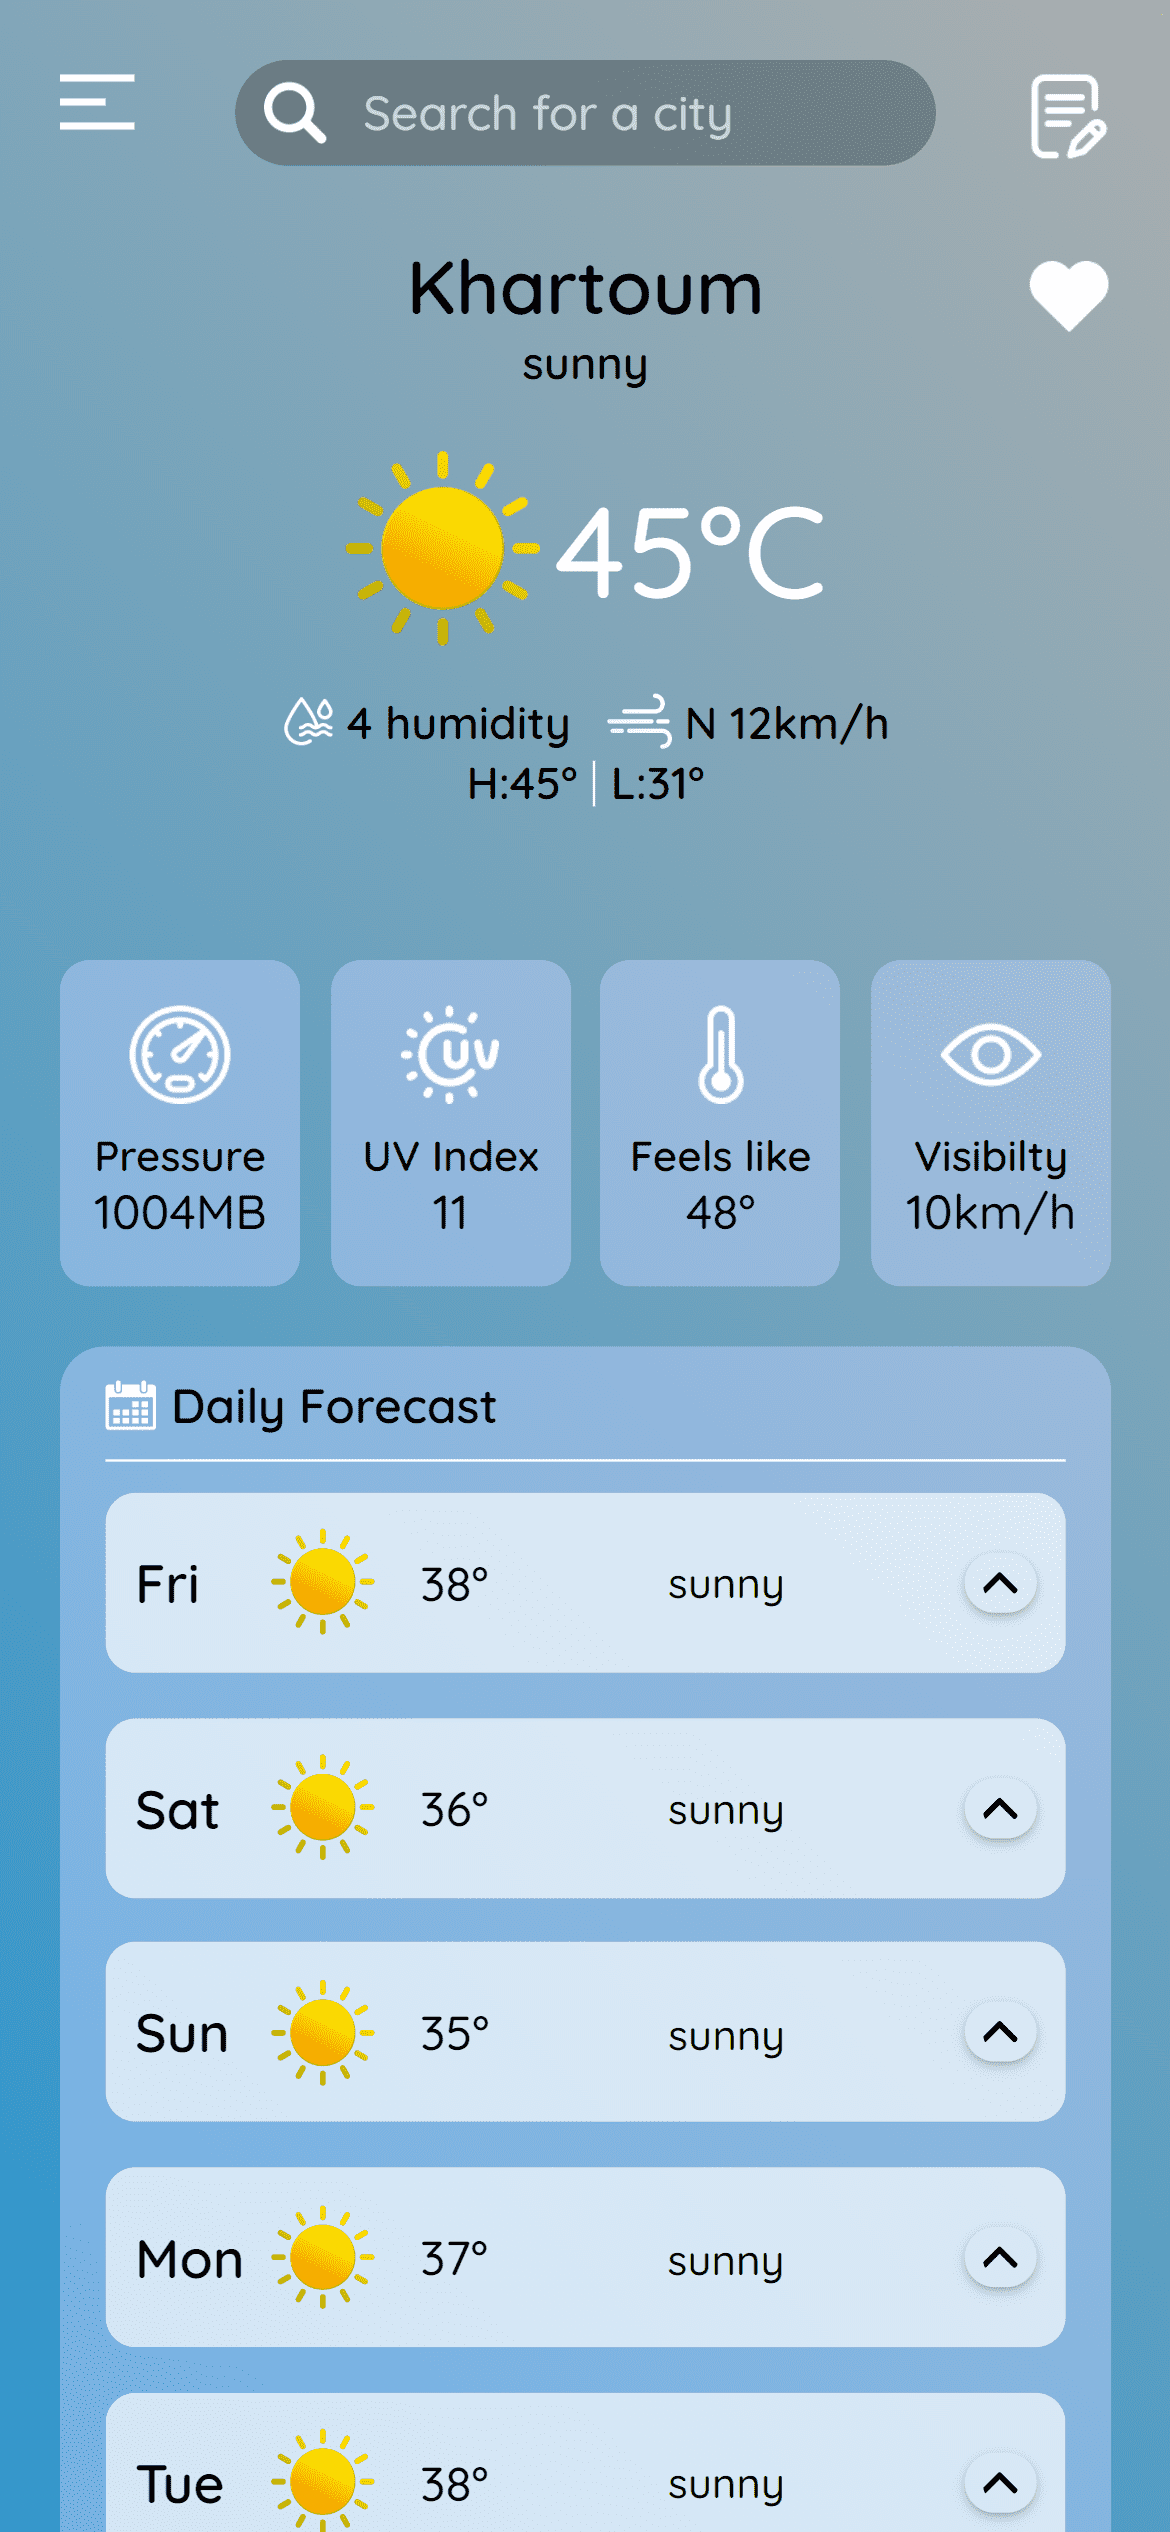 Search for a city
Khartoum
sunny
45°C
4 humidity N 12km/h
H:45° L:31°
Pressure
1004MB
UV
UV Index
11
Feels like
48°
Visibilty
10km/h
Daily Forecast
Fri 38° sunny
Sat 36° sunny
Sun 35° sunny
Mon 37° sunny
Tue 38° sunny